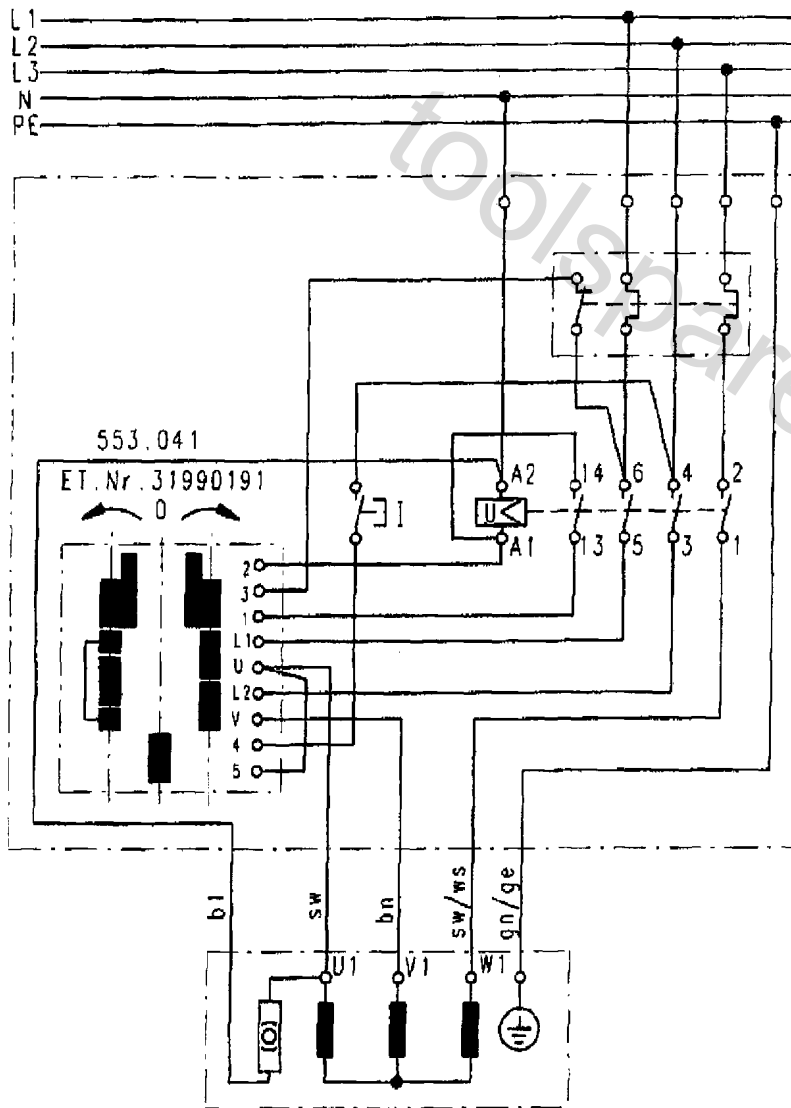 L1
L2
L3
N
PE
toolspare
553.041
ET.Nr.31990191
0
I
A2 14 6 4 2
U<
A1 13 5 3 1
2
3
1
L1
U
L2
V
4
5
bl sw bn sw/ws gn/ge
U1 V1 W1
(O)